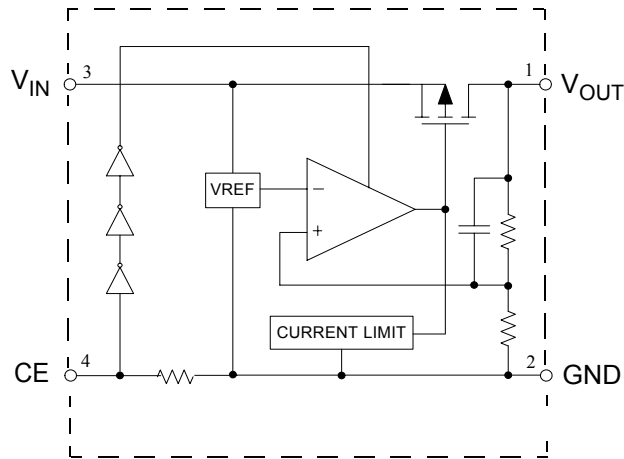 V_IN
3
1
V_OUT
VREF
−
+
CURRENT LIMIT
CE
4
2
GND